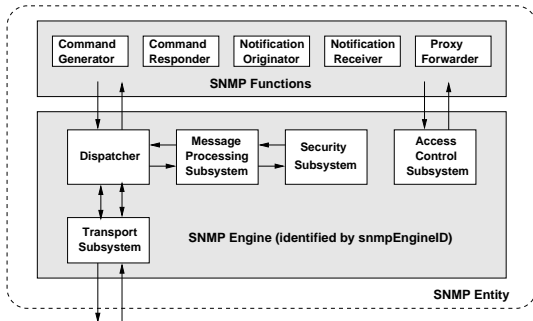 Command
Generator
Command
Responder
Notification
Originator
Notification
Receiver
Proxy
Forwarder
SNMP Functions
Dispatcher
Message
Processing
Subsystem
Security
Subsystem
Access
Control
Subsystem
Transport
Subsystem
SNMP Engine (identified by snmpEngineID)
SNMP Entity